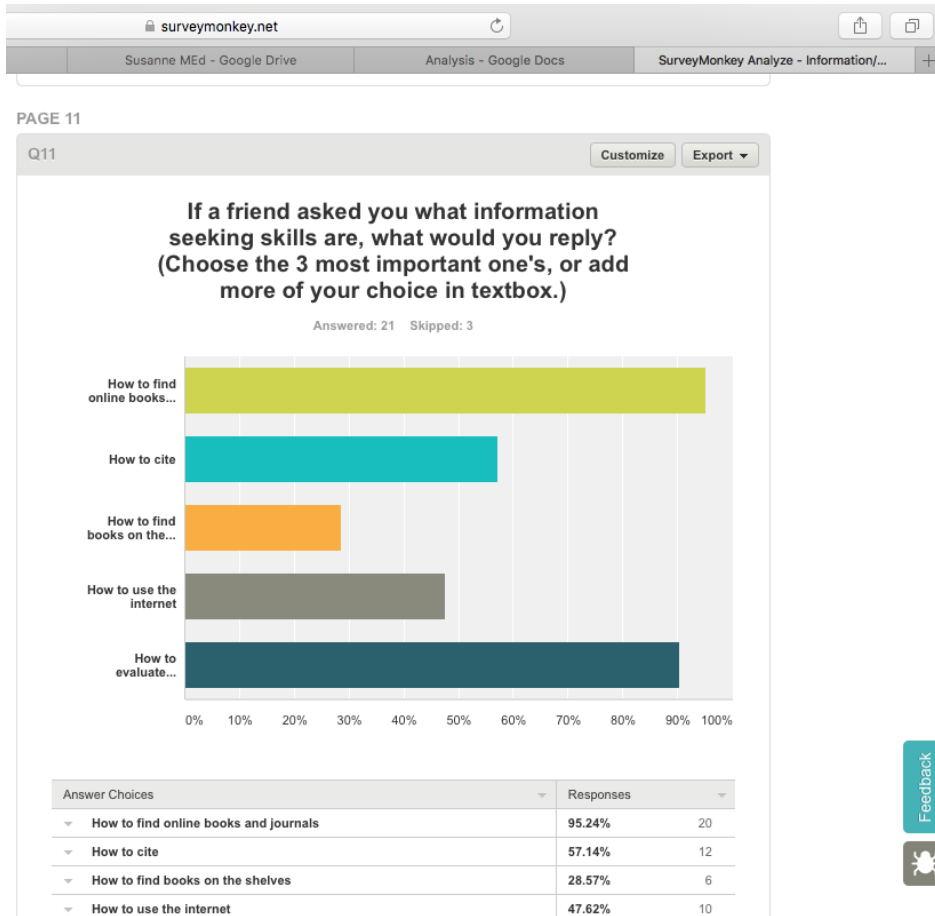 surveymonkey.net
Susanne MEd - Google Drive
Analysis - Google Docs
SurveyMonkey Analyze - Information/...
PAGE 11
Q11
Customize
Export
If a friend asked you what information
seeking skills are, what would you reply?
(Choose the 3 most important one's, or add
more of your choice in textbox.)
Answered: 21 Skipped: 3
How to find
online books...
How to cite
How to find
books on the...
How to use the
internet
How to
evaluate...
0% 10% 20% 30% 40% 50% 60% 70% 80% 90% 100%
Answer Choices Responses
How to find online books and journals 95.24% 20
How to cite 57.14% 12
How to find books on the shelves 28.57% 6
How to use the internet 47.62% 10
Feedback